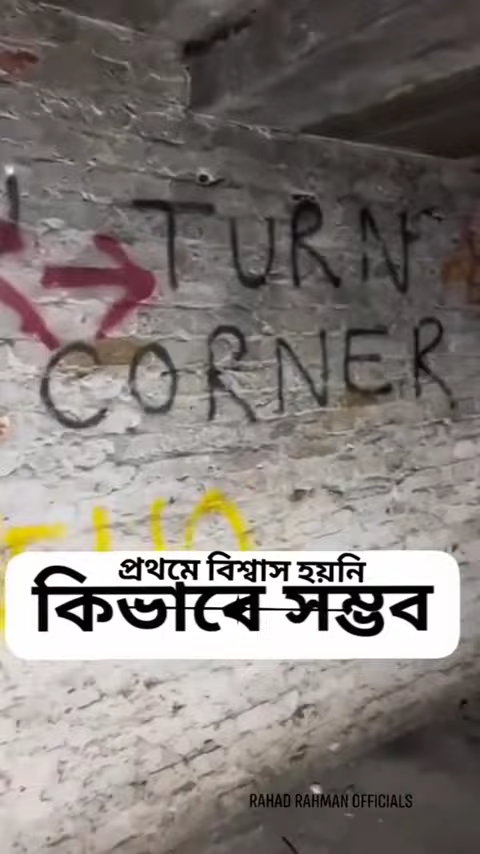 TURN
CORNER
প্রথমে বিশ্বাস হয়নি
কিভাবে সম্ভব
RAHAD RAHMAN OFFICIALS